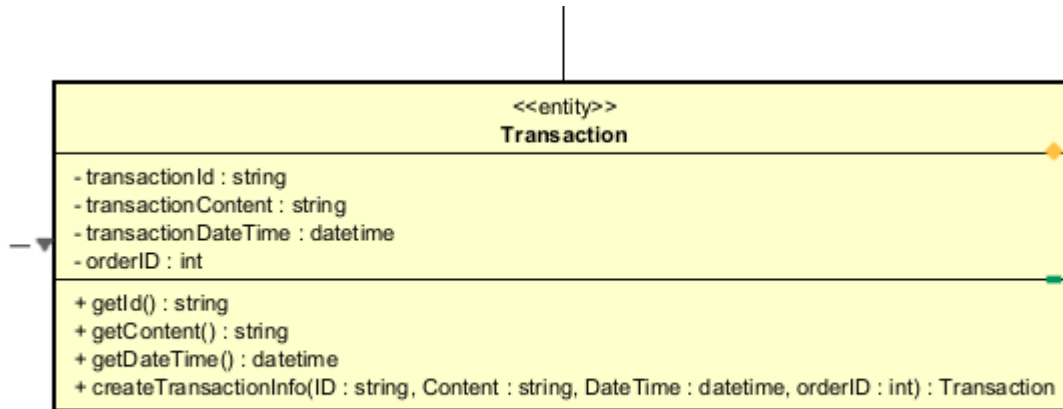 <<entity>>
Transaction
- transactionId : string
- transactionContent : string
- transactionDateTime : datetime
- orderID : int
+ getId() : string
+ getContent() : string
+ getDateTime() : datetime
+ createTransactionInfo(ID : string, Content : string, DateTime : datetime, orderID : int) : Transaction